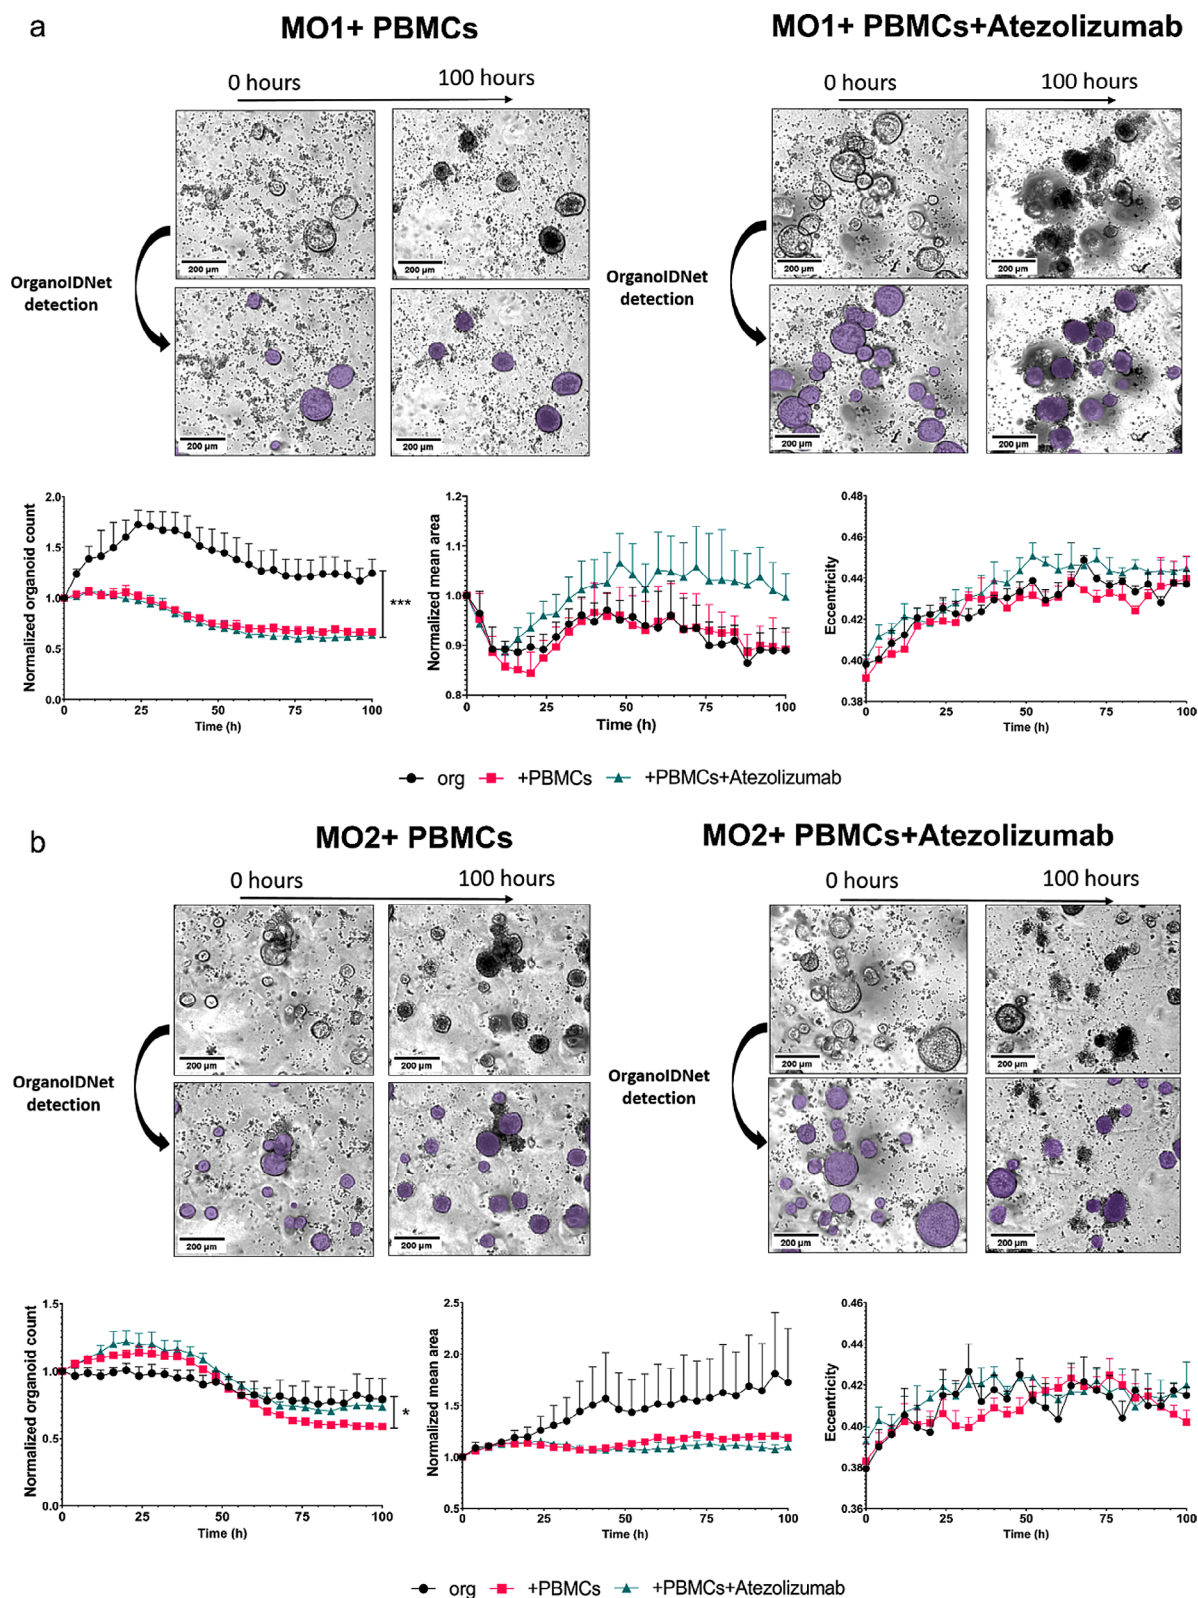 a
MO1+ PBMCs
MO1+ PBMCs+Atezolizumab
0 hours
100 hours
0 hours
100 hours
200 µm
200 µm
200 µm
200 µm
OrganoIDNet
detection
OrganoIDNet
detection
200 µm
200 µm
200 µm
200 µm
Normalized organoid count
2.0
1.5
1.0
0.5
0.0
0
25
50
75
100
Time (h)
***
Normalized mean area
1.2
1.1
1.0
0.9
0.8
0
25
50
75
100
Time (h)
Eccentricity
0.48
0.46
0.44
0.42
0.40
0.38
0
50
75
100
Time (h)
org
+PBMCs
+PBMCs+Atezolizumab
b
MO2+ PBMCs
MO2+ PBMCs+Atezolizumab
0 hours
100 hours
0 hours
100 hours
200 µm
200 µm
200 µm
200 µm
OrganoIDNet
detection
OrganoIDNet
detection
200 µm
200 µm
200 µm
200 µm
Normalized organoid count
1.5
1.0
0.5
0.0
0
25
50
75
100
Time (h)
*
Normalized mean area
2.5
2.0
1.5
1.0
0.5
0
25
50
75
100
Time (h)
Eccentricity
0.46
0.44
0.42
0.40
0.38
0.36
0
25
50
75
100
Time (h)
org
+PBMCs
+PBMCs+Atezolizumab